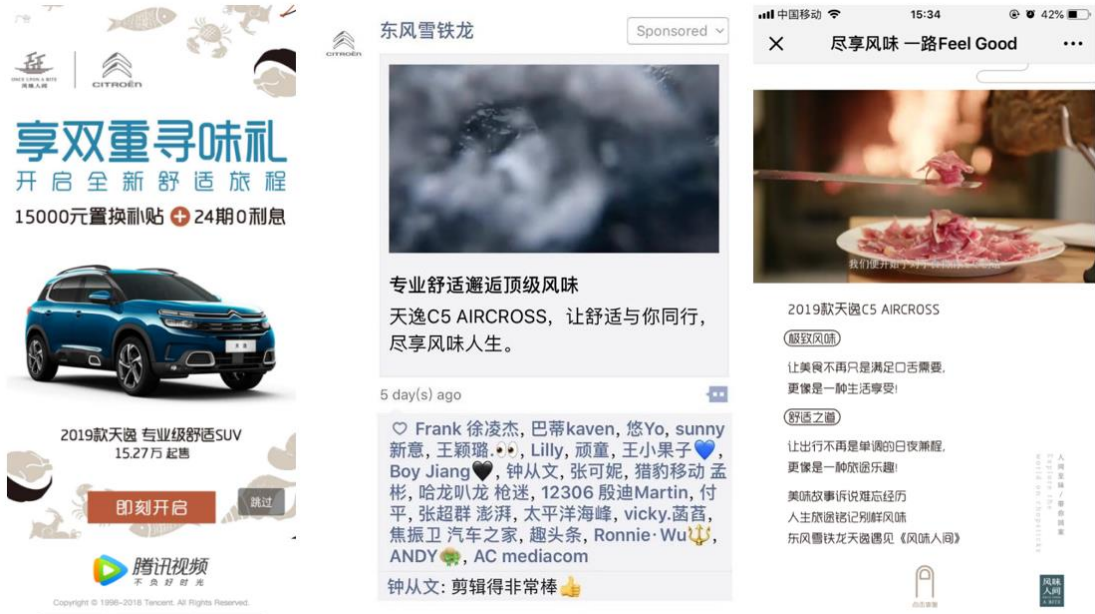 广告
ONCE UPON A BITE
风味人间
CITROËN
享双重寻味礼
开启全新舒适旅程
15000元置换补贴+24期0利息
2019款天逸 专业级舒适SUV
15.27万 起售
即刻开启
跳过
腾讯视频
不负好时光
Copyright © 1998-2018 Tencent. All Rights Reserved.
CITROËN
东风雪铁龙
Sponsored
专业舒适邂逅顶级风味
天逸C5 AIRCROSS，让舒适与你同行，
尽享风味人生。
5 day(s) ago
Frank 徐凌杰, 巴蒂kaven, 悠Yo, sunny
新意, 王颖璐.👀, Lilly, 顽童, 王小果子💙,
Boy Jiang🖤, 钟从文, 张可妮, 猎豹移动 孟
彬, 哈龙叭龙 枪迷, 12306 殷迪Martin, 付
平, 张超群 澎湃, 太平洋海峰, vicky.菡萏,
焦振卫 汽车之家, 趣头条, Ronnie·Wu🔱,
ANDY, AC mediacom
钟从文: 剪辑得非常棒👍
中国移动
15:34
42%
尽享风味 一路Feel Good
2019款天逸C5 AIRCROSS
极致风味
让美食不再只是满足口舌需要,
更像是一种生活享受!
舒适之道
让出行不再是单调的日夜兼程,
更像是一种旅途乐趣!
美味故事诉说难忘经历
人生旅途铭记别样风味
东风雪铁龙天逸遇见《风味人间》
风味
人间